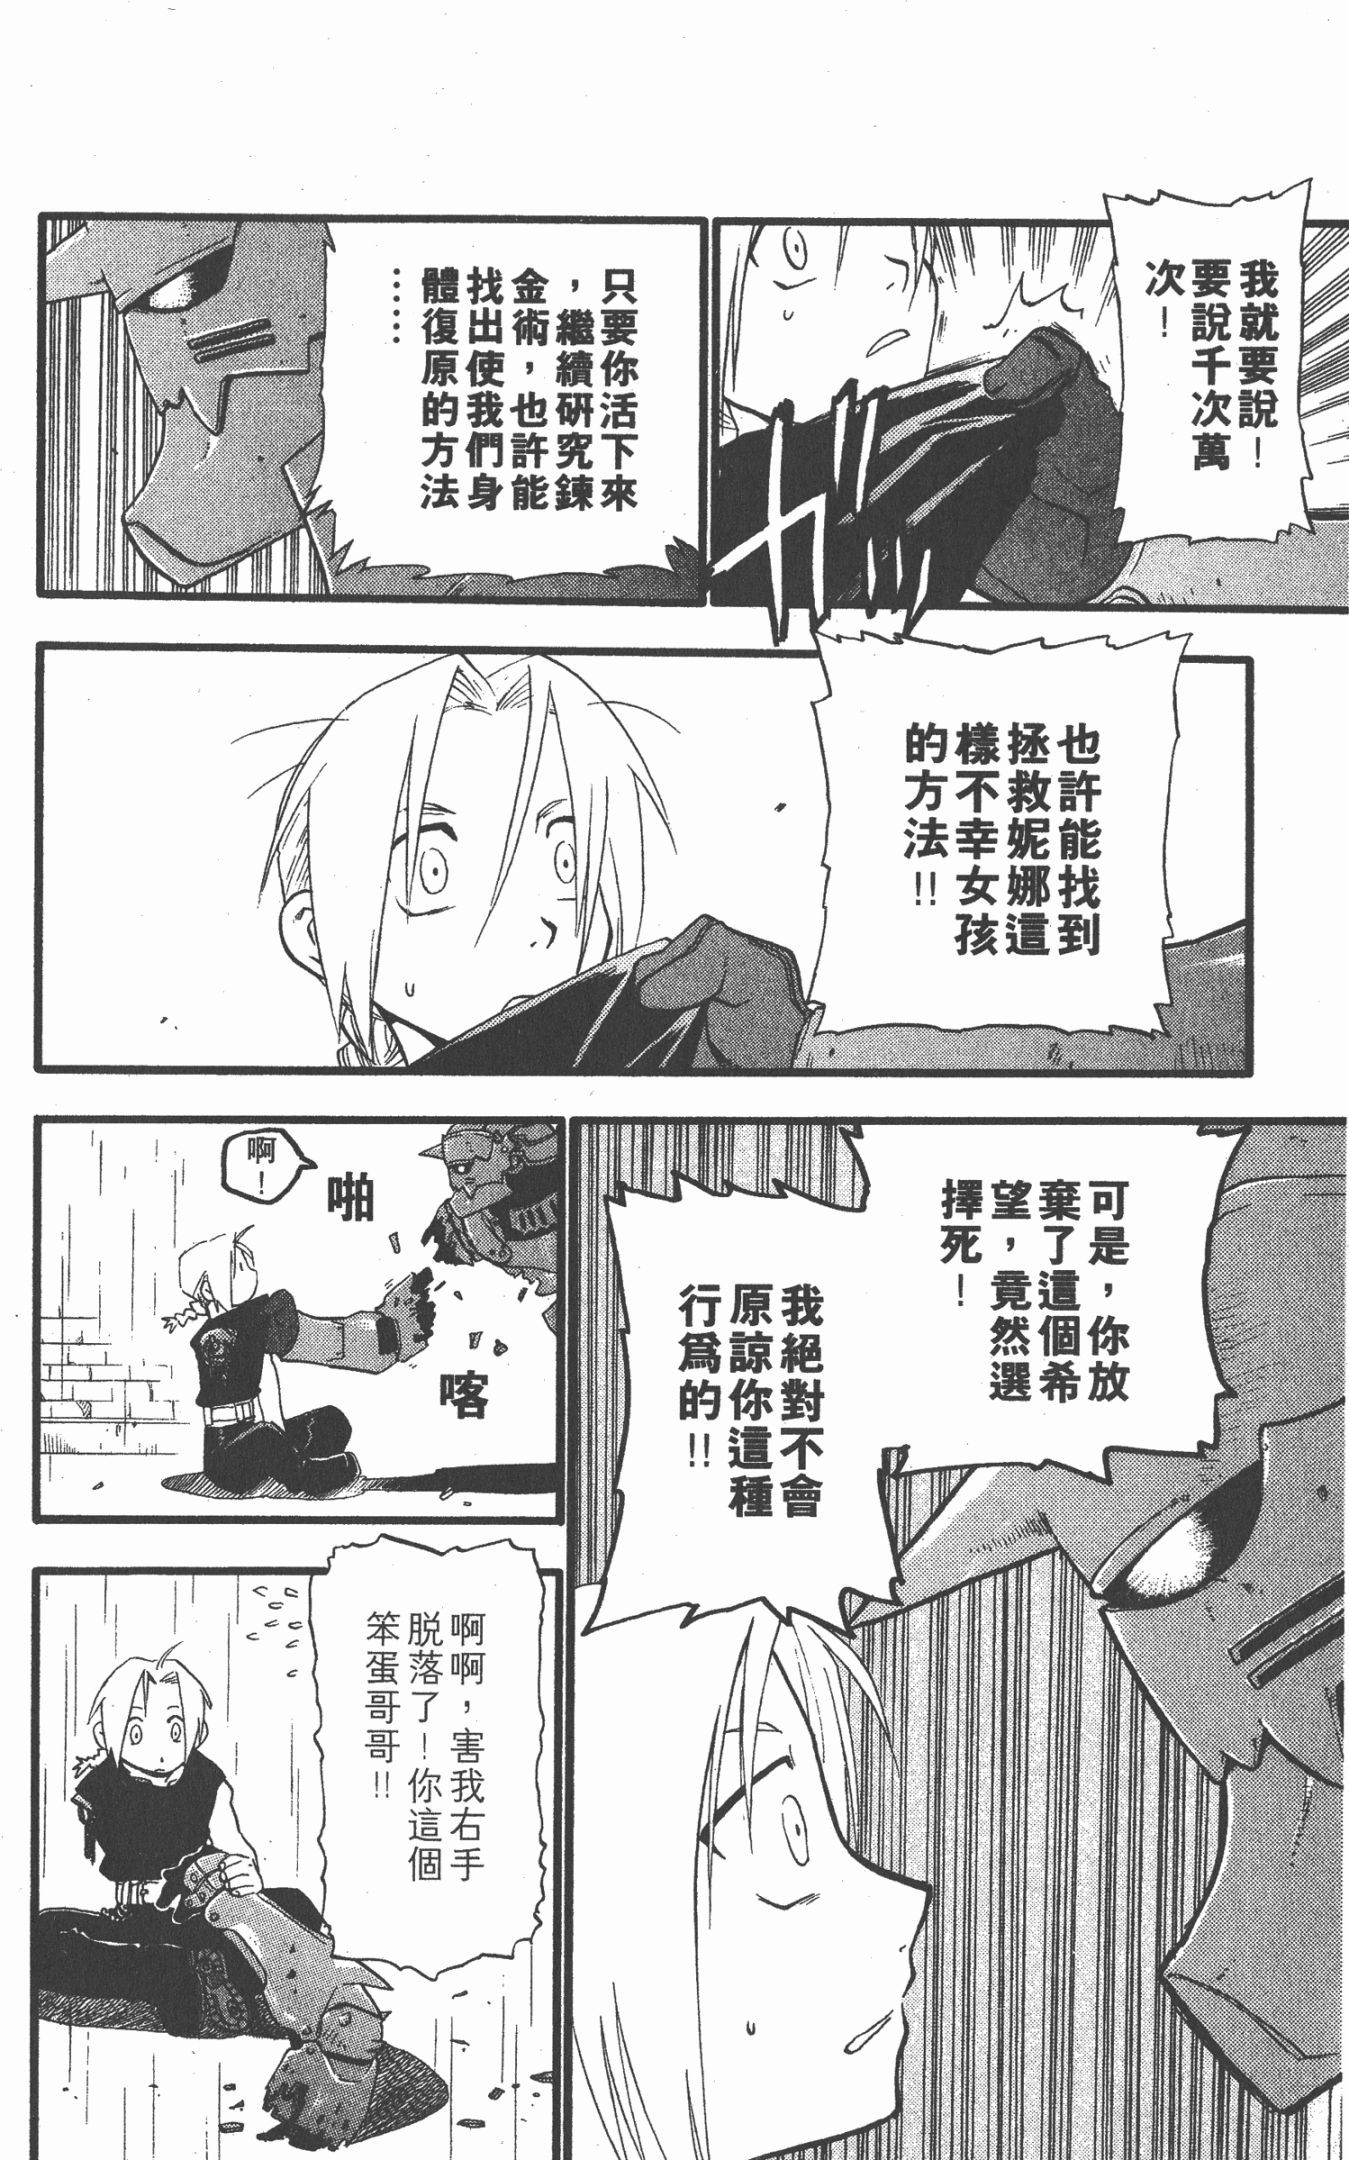 我就要說！
要說千次萬
次！
只要你活下來
，繼續研究鍊
金術，也許能
找出使我們身
體復原的方法
……
也許能找到
拯救妮娜這
樣不幸女孩
的方法！！
可是，你放
棄了這個希
望，竟然選
擇死！
我絕對不會
原諒你這種
行為的！！
啊！
啪
喀
啊啊，害我右手
脫落了！你這個
笨蛋哥哥！！